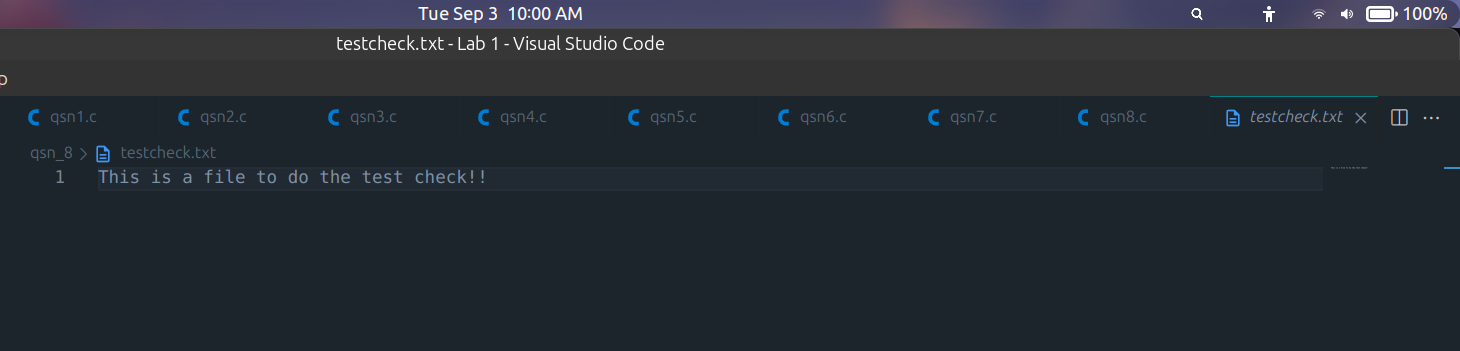 Tue Sep 3 10:00 AM
100%
testcheck.txt - Lab 1 - Visual Studio Code
qsn1.c qsn2.c qsn3.c qsn4.c qsn5.c qsn6.c qsn7.c qsn8.c testcheck.txt
qsn_8 > testcheck.txt
1 This is a file to do the test check!!